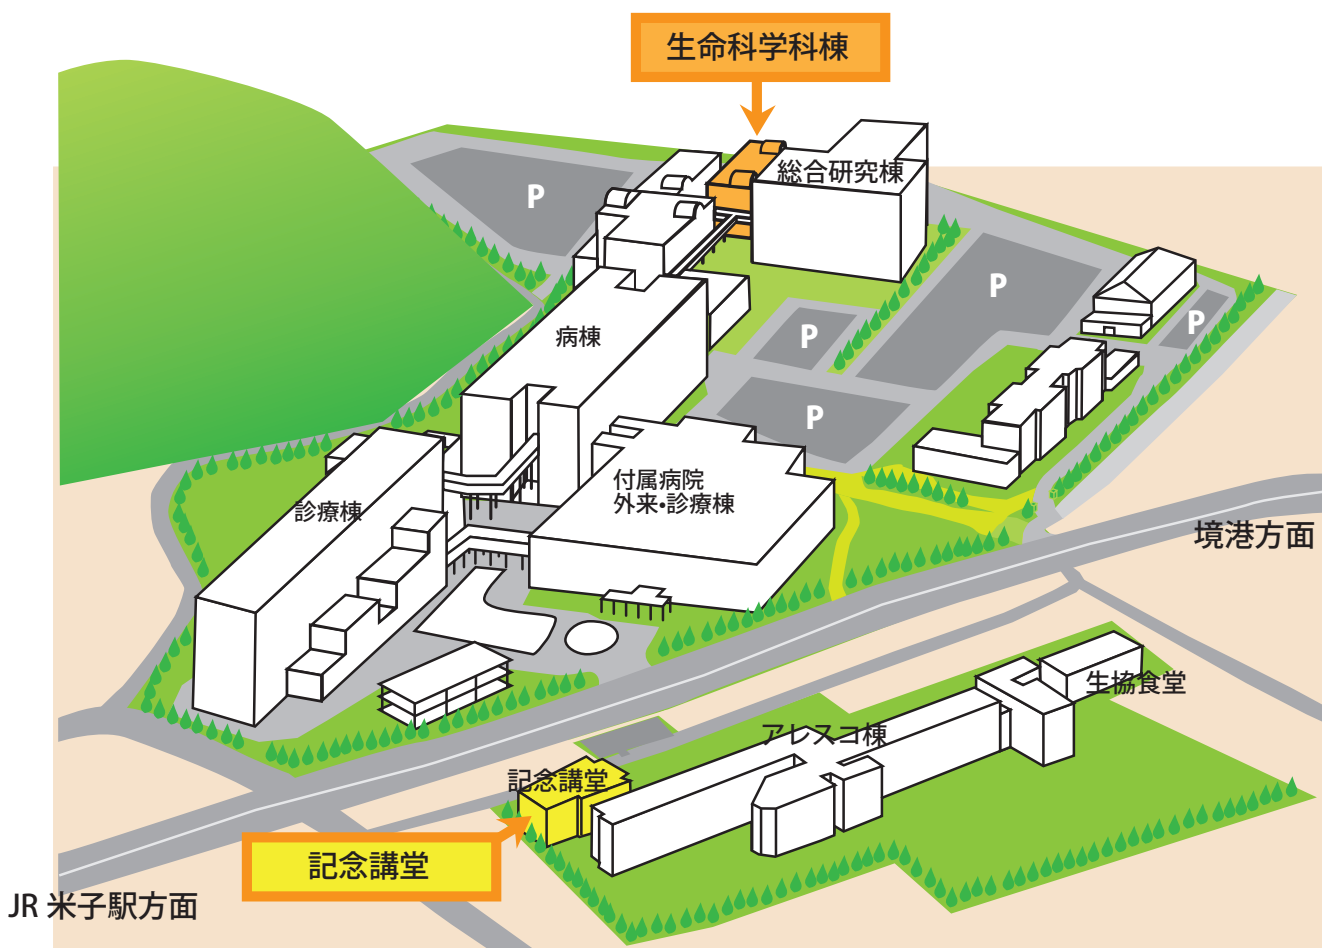 生命科学科棟
総合研究棟
P
P
P
P
病棟
P
付属病院
外来・診療棟
診療棟
境港方面
生協食堂
アレスコ棟
記念講堂
記念講堂
JR 米子駅方面